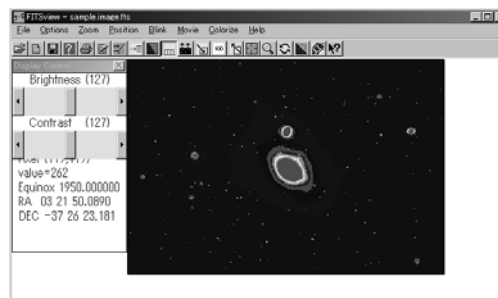 FITSview - sample.image.fts
File Options Zoom Position Blink Movie Colorize Help
Display Control
Brightness (127)
Contrast (127)
value=262
Equinox 1950.000000
RA 03 21 50.0890
DEC -37 26 23.181